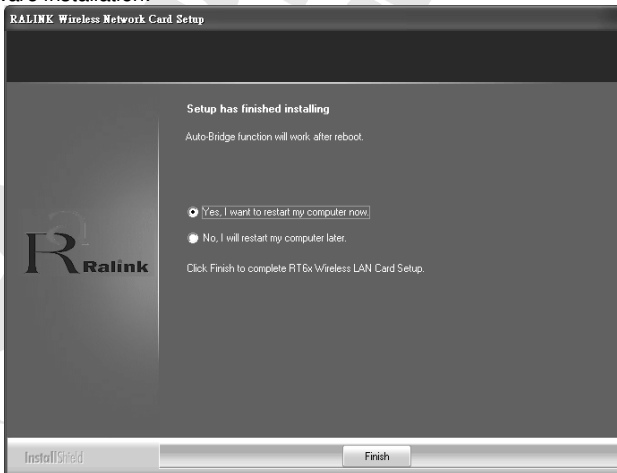 ware installation.
RALINK Wireless Network Card Setup
Setup has finished installing
Auto-Bridge function will work after reboot.
Yes, I want to restart my computer now.
No, I will restart my computer later.
Click Finish to complete RT6x Wireless LAN Card Setup.
Ralink
InstallShield
Finish